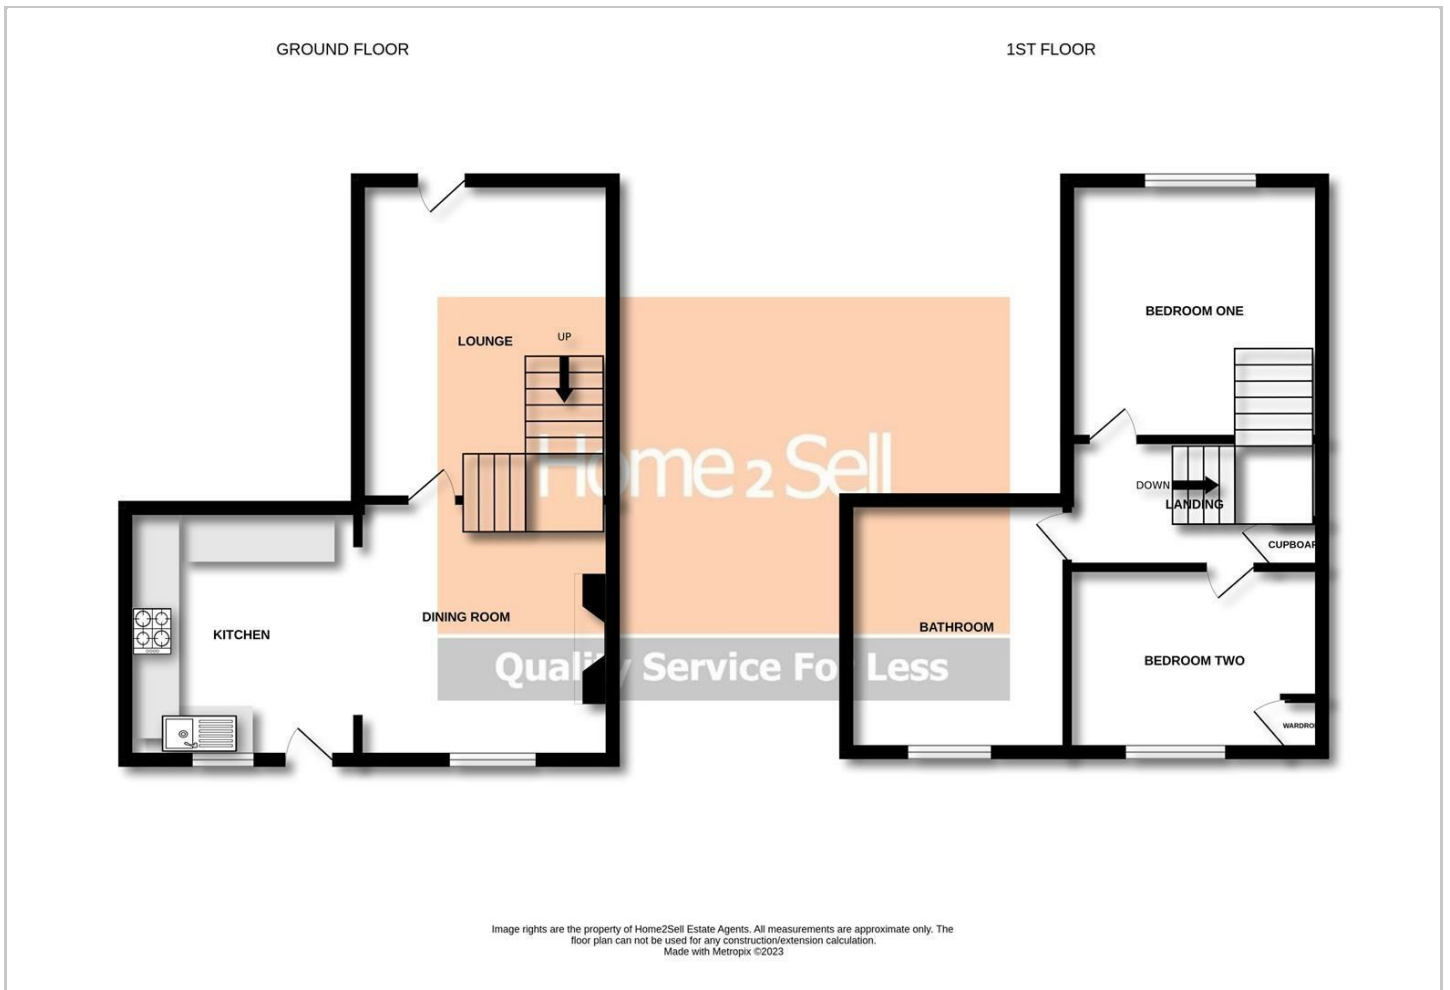 GROUND FLOOR
1ST FLOOR
LOUNGE
UP
KITCHEN
DINING ROOM
BEDROOM ONE
DOWN
LANDING
CUPBOAR
BATHROOM
BEDROOM TWO
WARDRO
Home 2 Sell
Quality Service For Less
Image rights are the property of Home2Sell Estate Agents. All measurements are approximate only. The
floor plan can not be used for any construction/extension calculation.
Made with Metropix ©2023